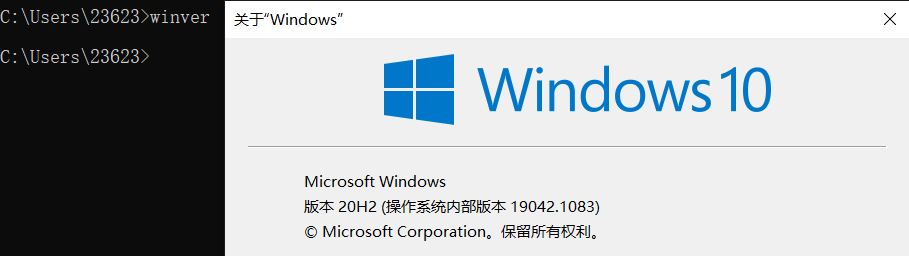 C:\Users\23623>winver
C:\Users\23623>
关于“Windows”
Windows 10
Microsoft Windows
版本 20H2 (操作系统内部版本 19042.1083)
© Microsoft Corporation。保留所有权利。